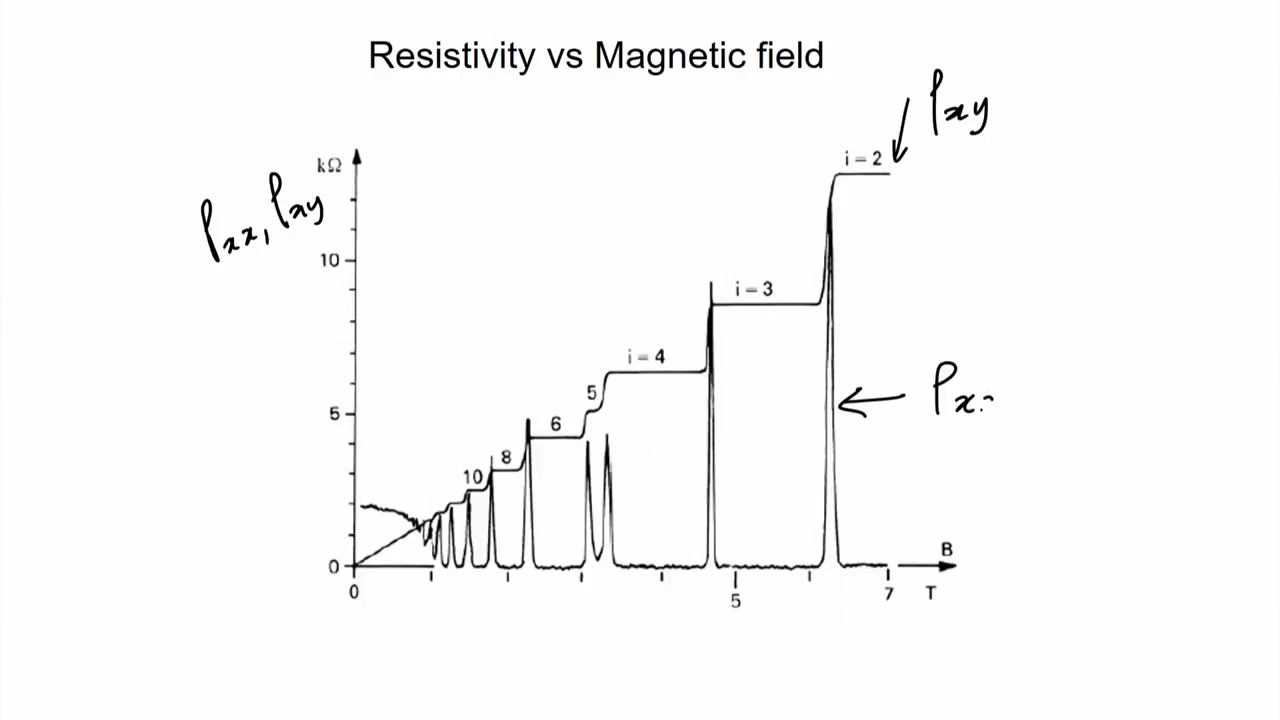 Resistivity vs Magnetic field
ρxy
i = 2
kΩ
ρxx, ρxy
10
i = 3
i = 4
5
5
6
ρx
8
10
0
B
0
5
7
T